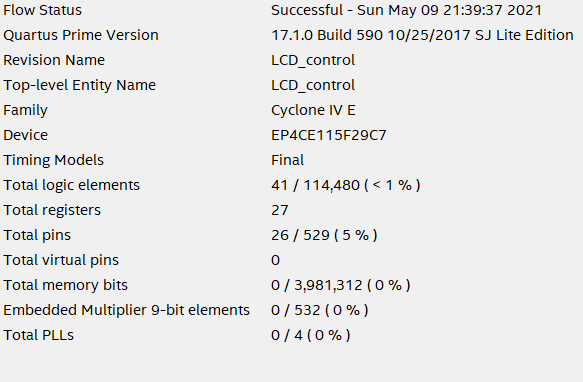 Flow Status Successful - Sun May 09 21:39:37 2021
Quartus Prime Version 17.1.0 Build 590 10/25/2017 SJ Lite Edition
Revision Name LCD_control
Top-level Entity Name LCD_control
Family Cyclone IV E
Device EP4CE115F29C7
Timing Models Final
Total logic elements 41 / 114,480 ( < 1 % )
Total registers 27
Total pins 26 / 529 ( 5 % )
Total virtual pins 0
Total memory bits 0 / 3,981,312 ( 0 % )
Embedded Multiplier 9-bit elements 0 / 532 ( 0 % )
Total PLLs 0 / 4 ( 0 % )